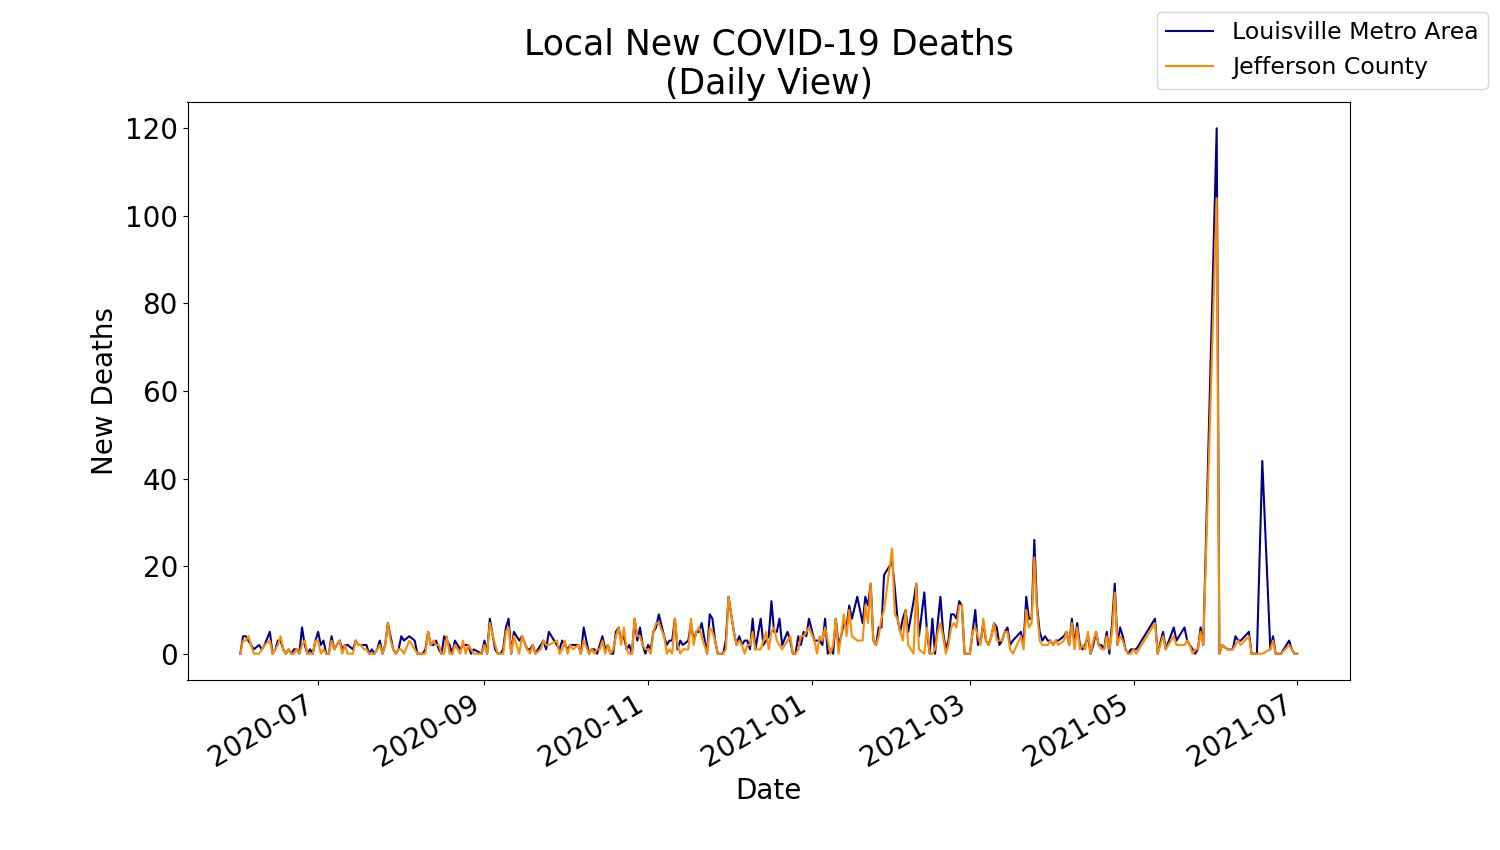 Local New COVID-19 Deaths
(Daily View)
Louisville Metro Area
Jefferson County
New Deaths
120
100
80
60
40
20
0
2020-07
2020-09
2020-11
2021-01
2021-03
2021-05
2021-07
Date